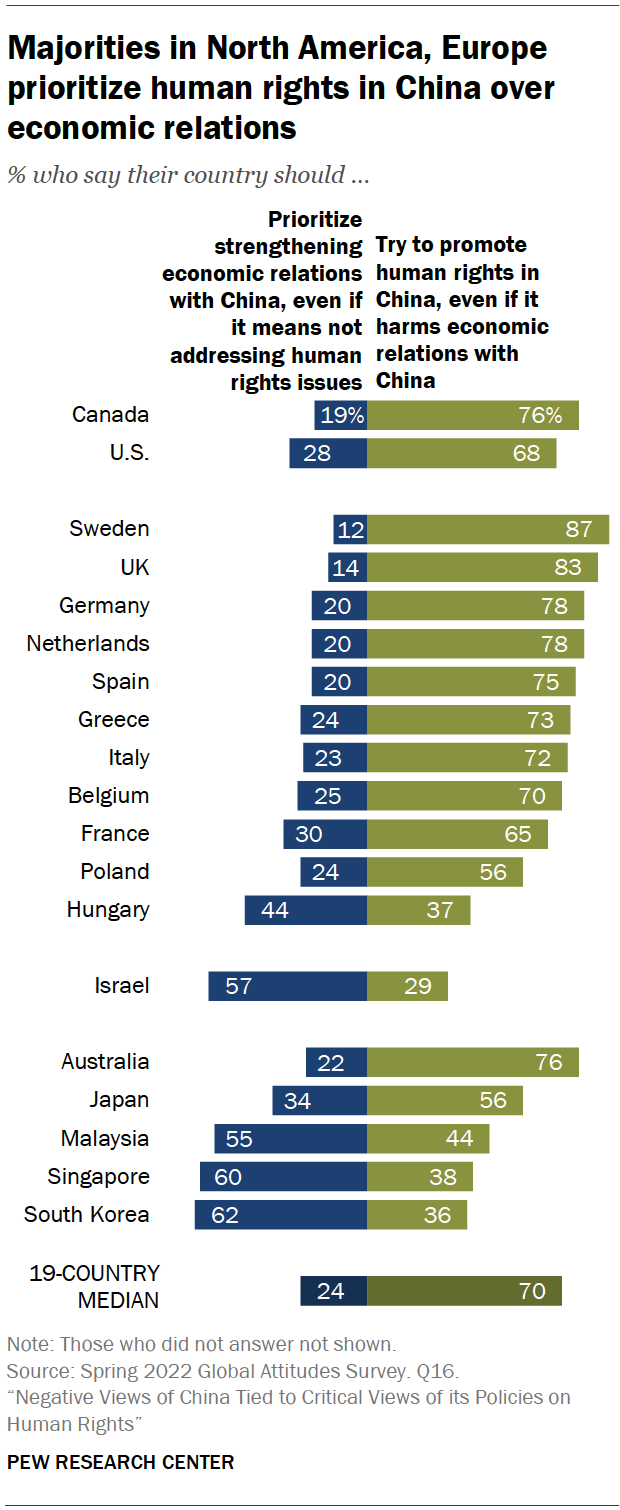 Majorities in North America, Europe
prioritize human rights in China over
economic relations
% who say their country should ...
Prioritize
strengthening
economic relations
with China, even if
it means not
addressing human
rights issues
Try to promote
human rights in
China, even if it
harms economic
relations with
China
Canada 19% 76%
U.S. 28 68
Sweden 12 87
UK 14 83
Germany 20 78
Netherlands 20 78
Spain 20 75
Greece 24 73
Italy 23 72
Belgium 25 70
France 30 65
Poland 24 56
Hungary 44 37
Israel 57 29
Australia 22 76
Japan 34 56
Malaysia 55 44
Singapore 60 38
South Korea 62 36
19-COUNTRY
MEDIAN 24 70
Note: Those who did not answer not shown.
Source: Spring 2022 Global Attitudes Survey. Q16.
“Negative Views of China Tied to Critical Views of its Policies on
Human Rights”
PEW RESEARCH CENTER